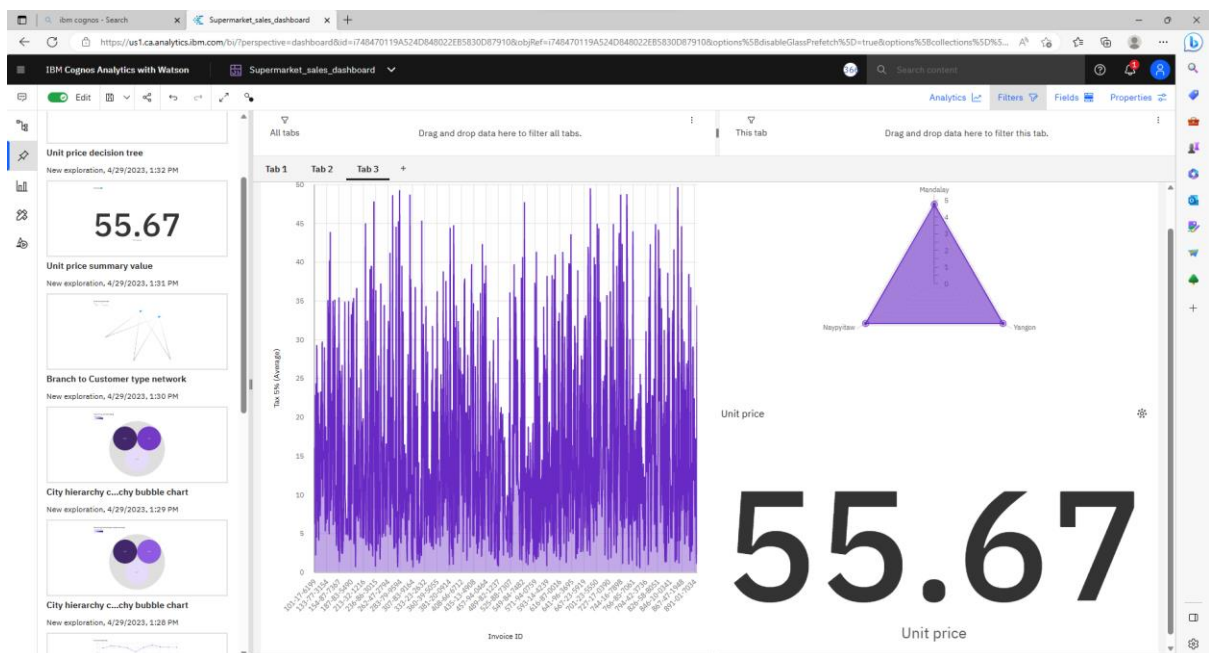 ibm cognos - Search
Supermarket_sales_dashboard
https://us1.ca.analytics.ibm.com/bi/?perspective=dashboard&id=i748470119A524D848022EB5830D87910&objRef=i748470119A524D848022EB5830D87910&options%5BdisableGlassPrefetch%5D=true&options%5Bcollections%5D%5...
IBM Cognos Analytics with Watson
Supermarket_sales_dashboard
Search content
Edit
Analytics
Filters
Fields
Properties
All tabs
Drag and drop data here to filter all tabs.
This tab
Drag and drop data here to filter this tab.
Tab 1 Tab 2 Tab 3 +
Unit price decision tree
New exploration, 4/29/2023, 1:32 PM
55.67
Unit price summary value
New exploration, 4/29/2023, 1:31 PM
Branch to Customer type network
New exploration, 4/29/2023, 1:30 PM
City hierarchy c...chy bubble chart
New exploration, 4/29/2023, 1:29 PM
City hierarchy c...chy bubble chart
New exploration, 4/29/2023, 1:28 PM
Tax 5% (Average)
50
45
40
35
30
25
20
15
10
5
0
Invoice ID
Mandalay
5
4
3
2
1
0
Naypyitaw
Yangon
Unit price
55.67
Unit price